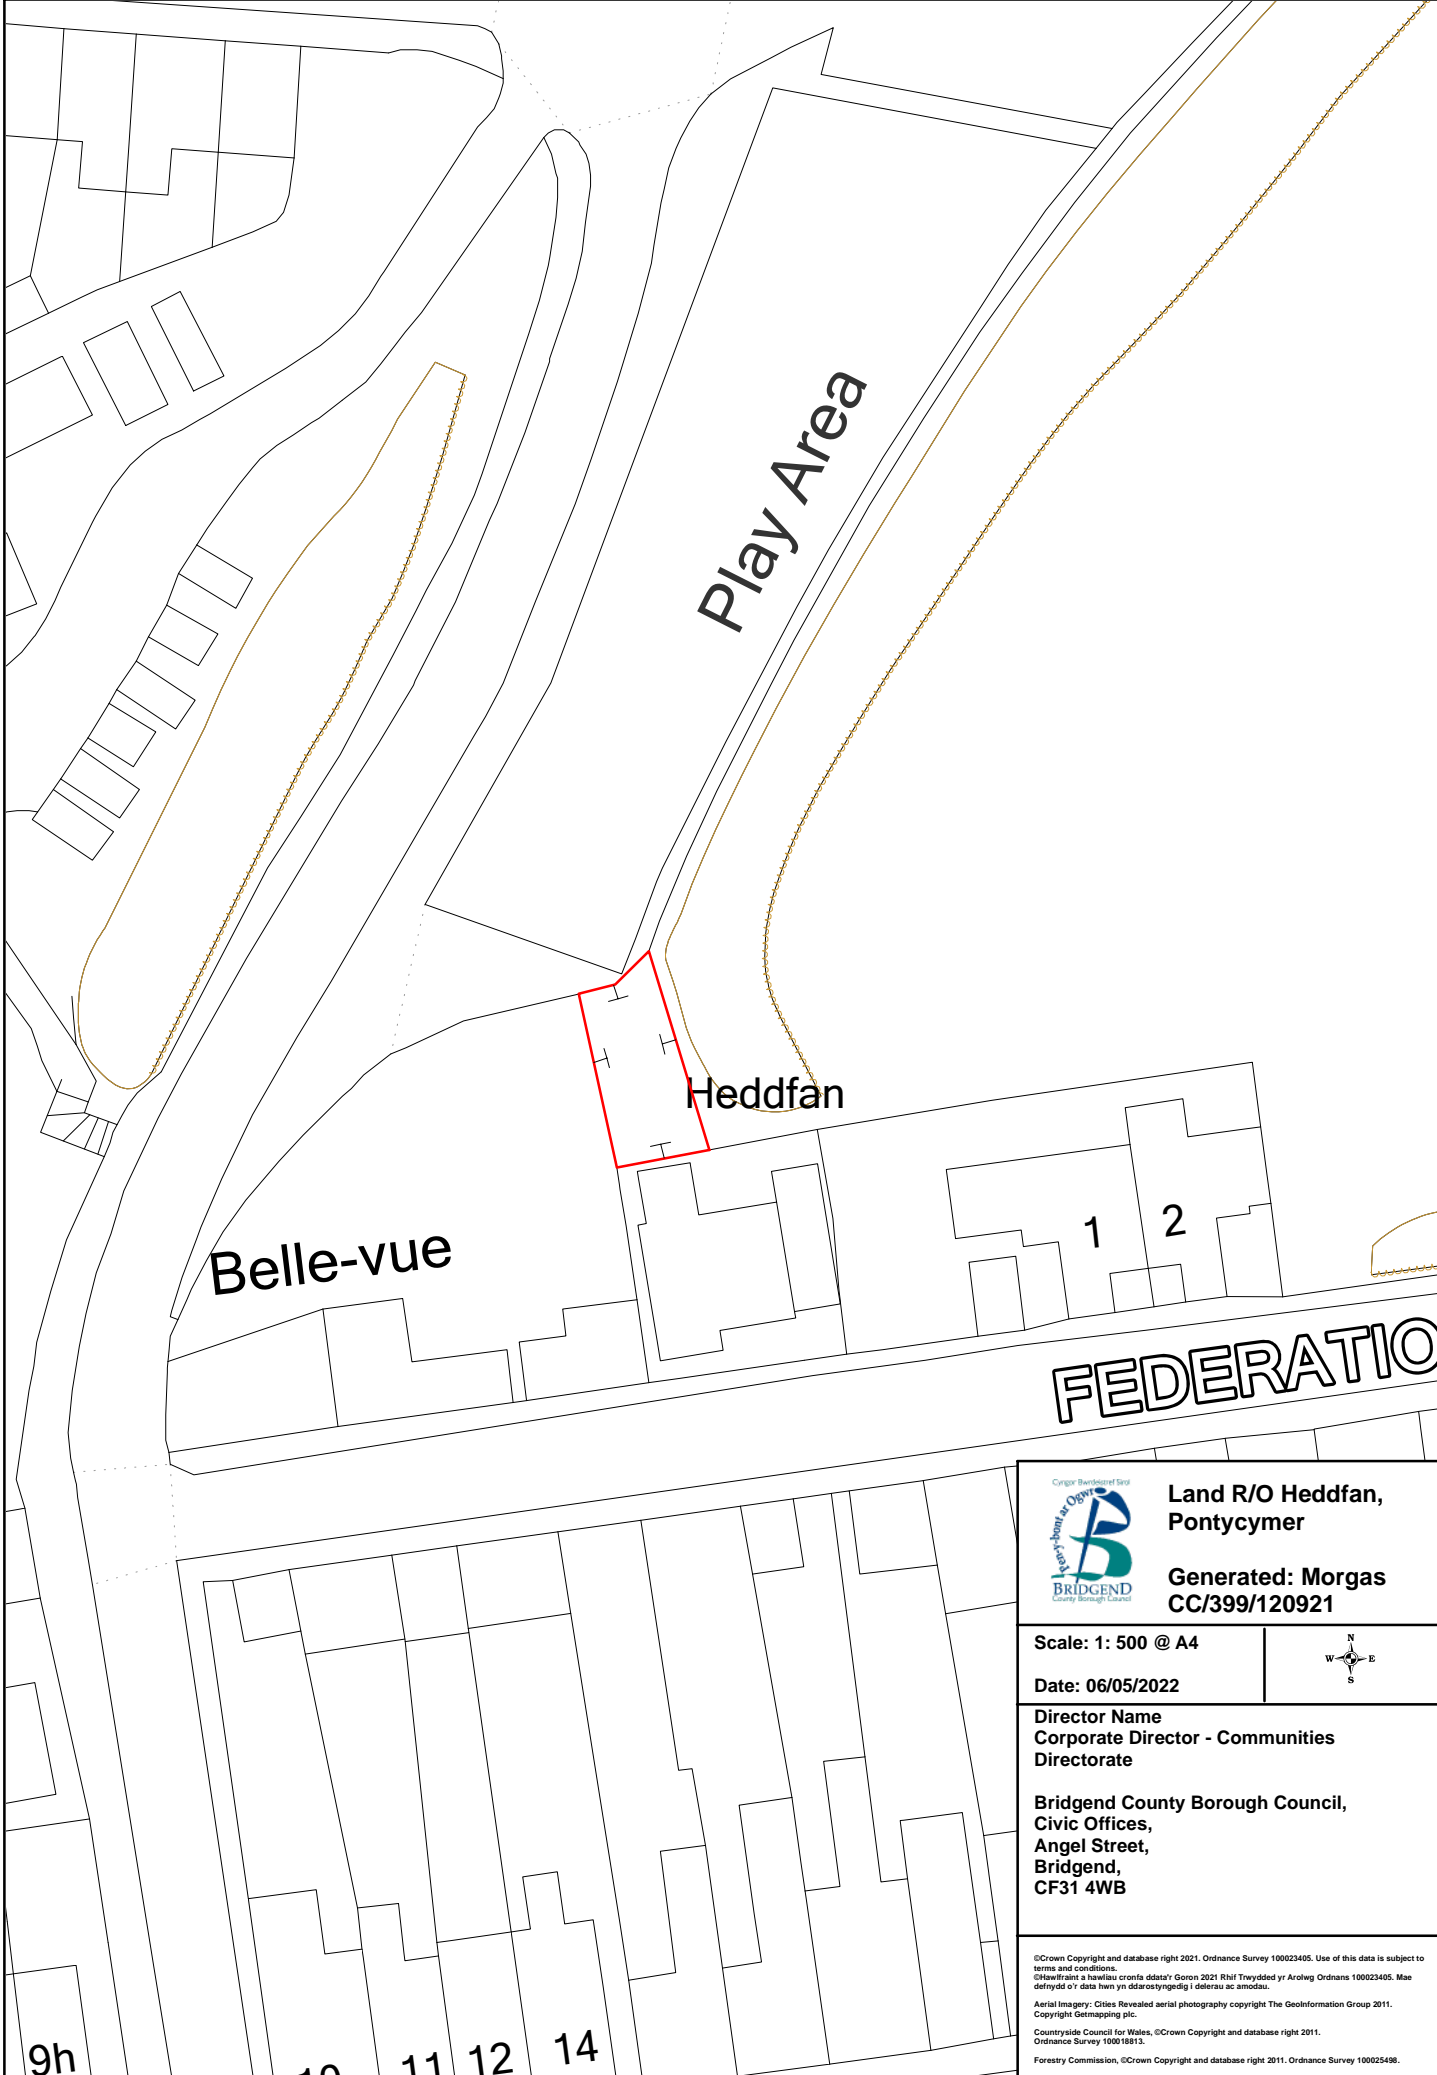 Play Area
Heddfan
Belle-vue
1
2
FEDERATIO
9h
10
11
12
14
Cyngor Bwrdeistref Sirol
Pen-y-bont ar Ogwr
BRIDGEND
County Borough Council
Land R/O Heddfan,
Pontycymer
Generated: Morgas
CC/399/120921
Scale: 1: 500 @ A4
Date: 06/05/2022
N
W E
S
Director Name
Corporate Director - Communities
Directorate
Bridgend County Borough Council,
Civic Offices,
Angel Street,
Bridgend,
CF31 4WB
©Crown Copyright and database right 2021. Ordnance Survey 100023405. Use of this data is subject to
terms and conditions.
©Hawlfraint a hawliau cronfa ddata'r Goron 2021 Rhif Trwydded yr Arolwg Ordnans 100023405. Mae
defnydd o'r data hwn yn ddarostyngedig i delerau ac amodau.
Aerial Imagery: Cities Revealed aerial photography copyright The GeoInformation Group 2011.
Copyright Getmapping plc.
Countryside Council for Wales, ©Crown Copyright and database right 2011.
Ordnance Survey 100018813.
Forestry Commission, ©Crown Copyright and database right 2011. Ordnance Survey 100025498.